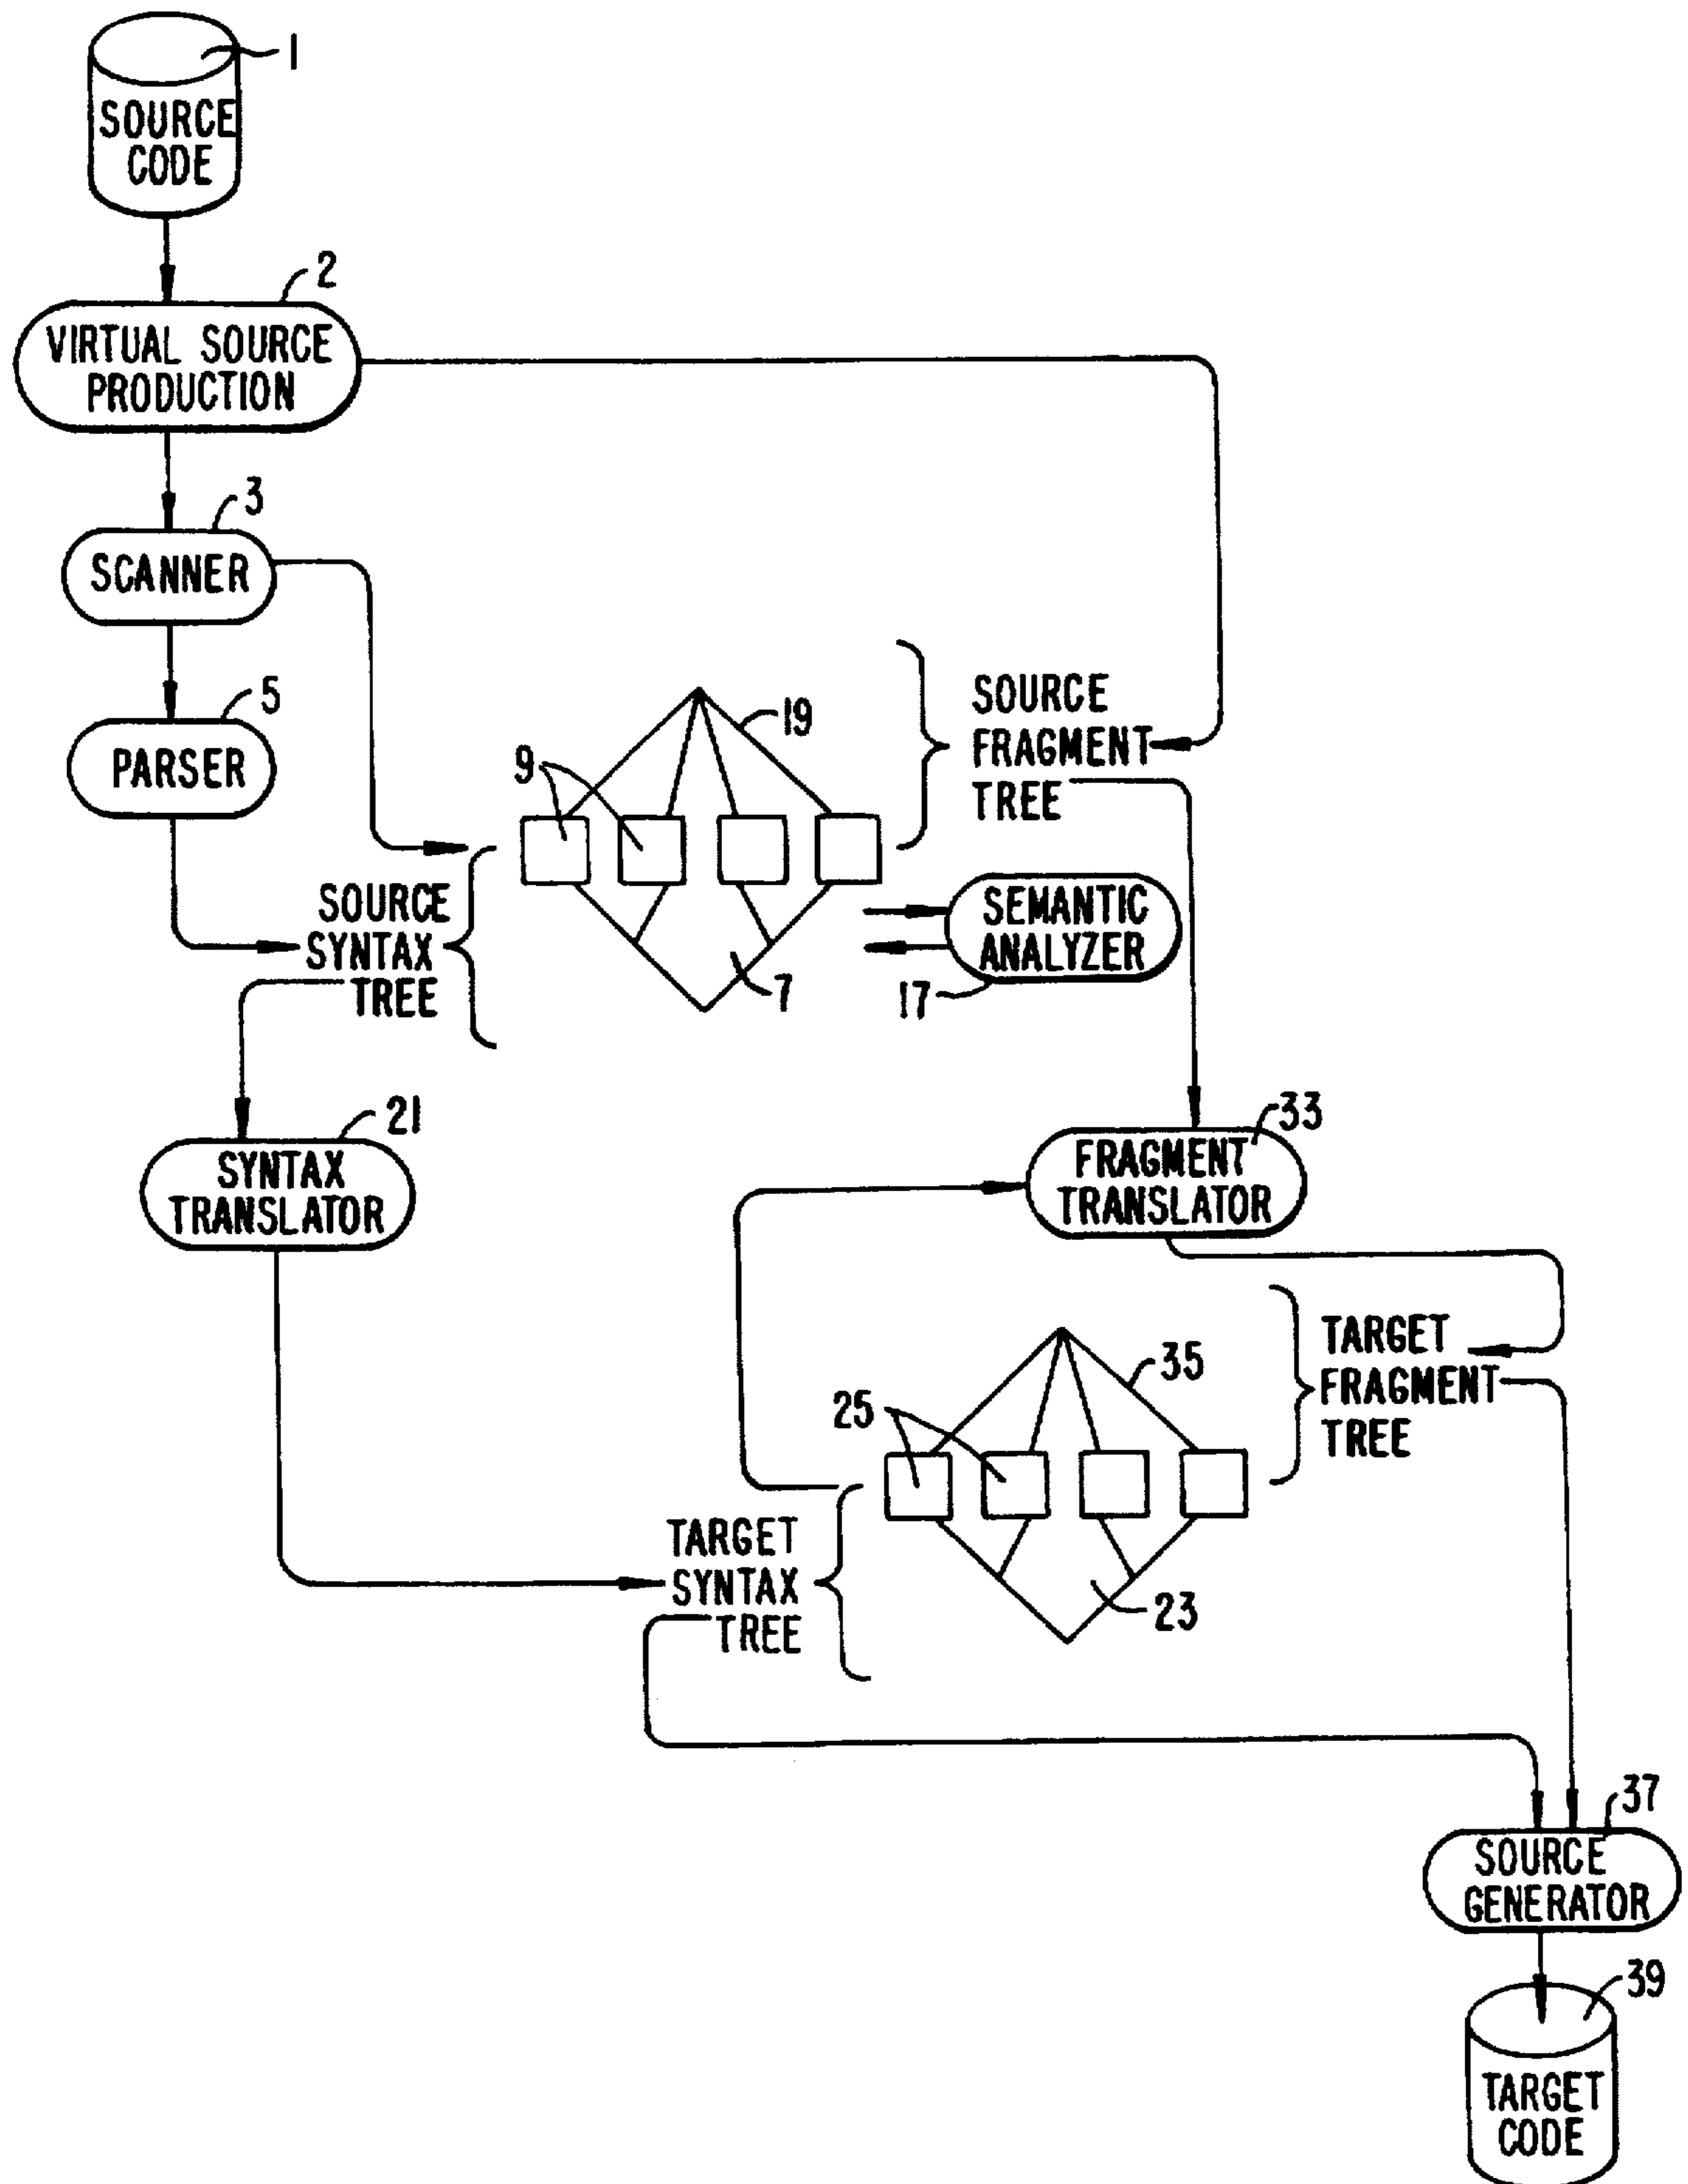 1
SOURCE
CODE
2
VIRTUAL SOURCE
PRODUCTION
3
SCANNER
5
PARSER
19
9
SOURCE
FRAGMENT
TREE
SOURCE
SYNTAX
TREE
7
SEMANTIC
ANALYZER
17
21
SYNTAX
TRANSLATOR
33
FRAGMENT
TRANSLATOR
35
25
TARGET
FRAGMENT
TREE
TARGET
SYNTAX
TREE
23
37
SOURCE
GENERATOR
39
TARGET
CODE